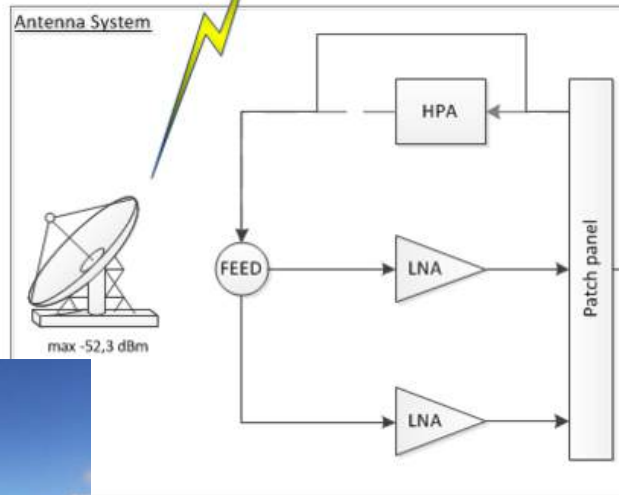 Antenna System
HPA
FEED
LNA
Patch panel
max -52,3 dBm
LNA